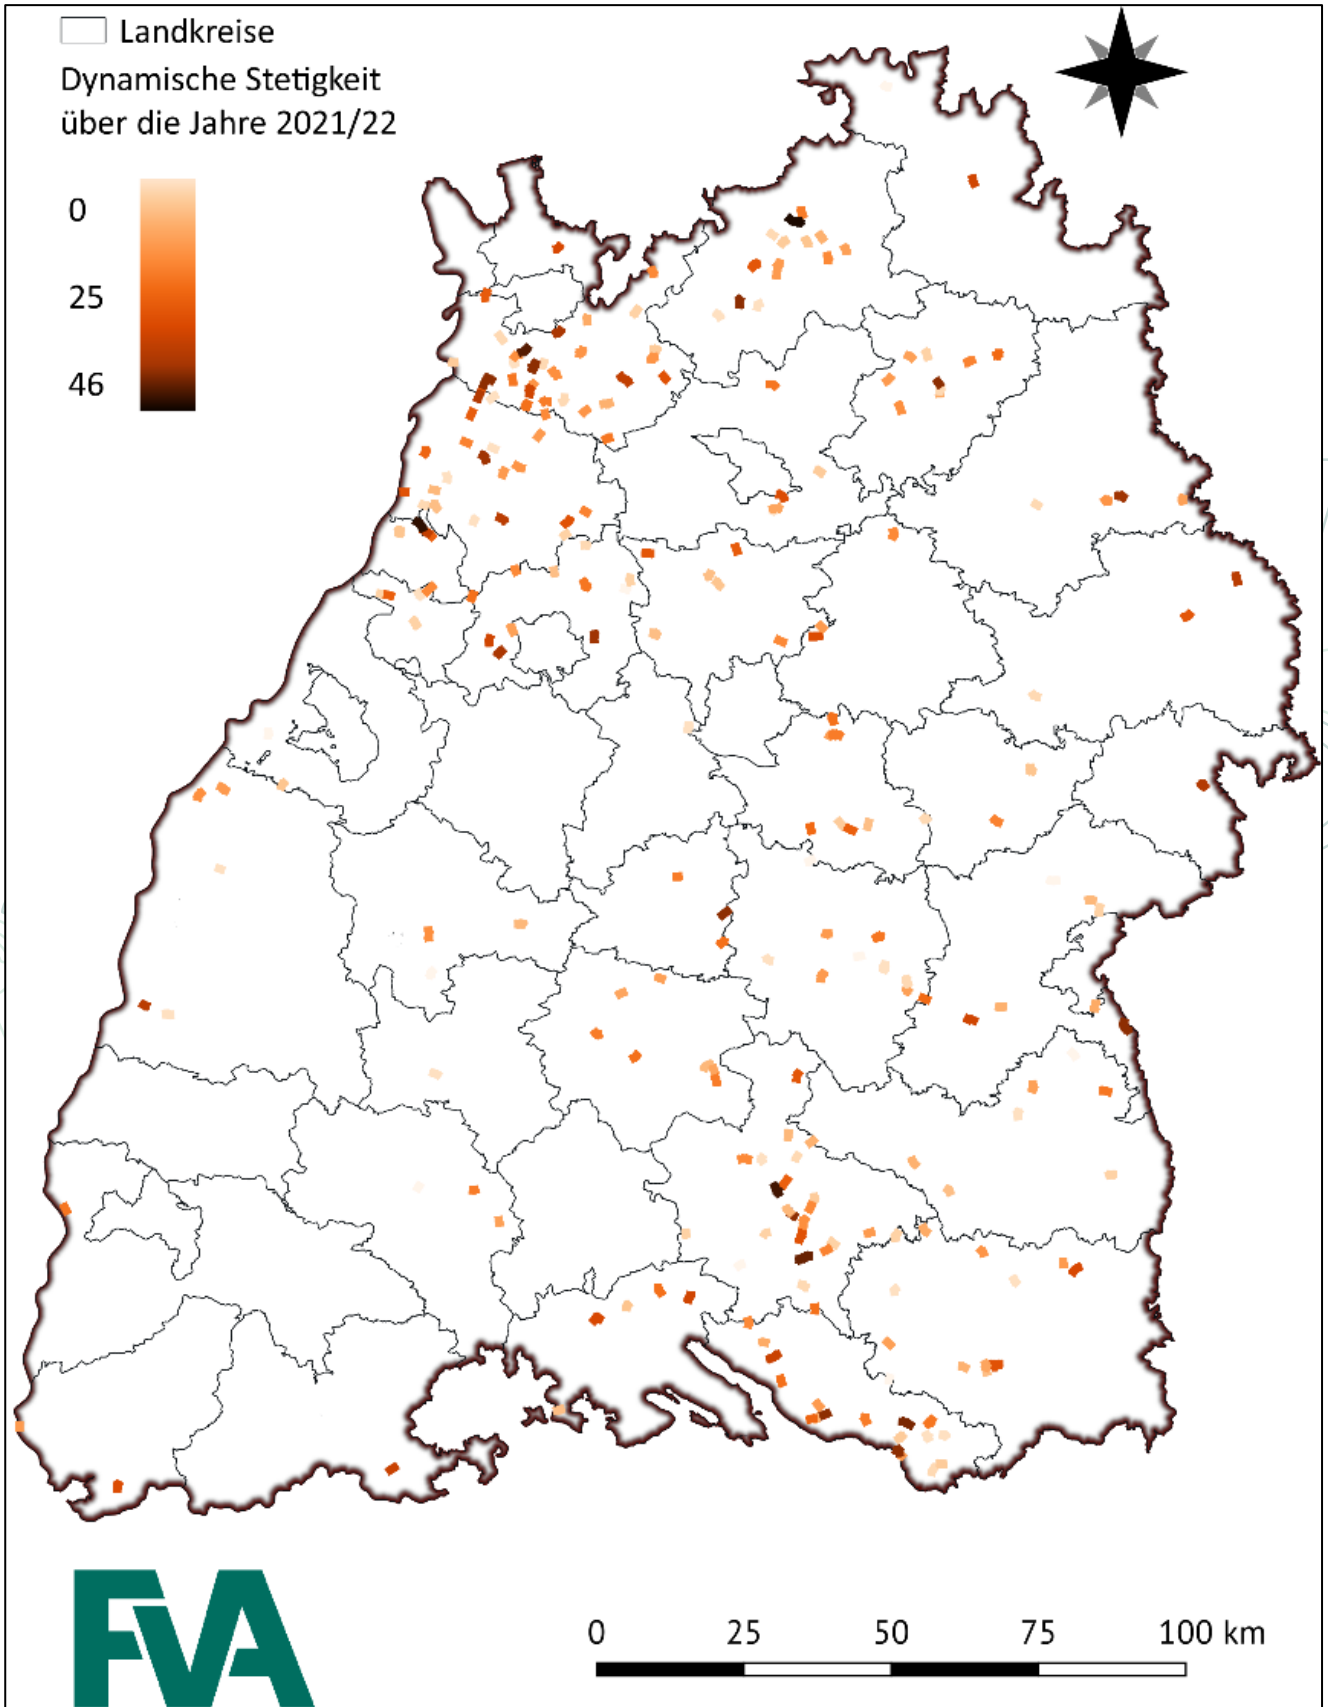 Landkreise
Dynamische Stetigkeit
über die Jahre 2021/22
0
25
46
FVA
0 25 50 75 100 km